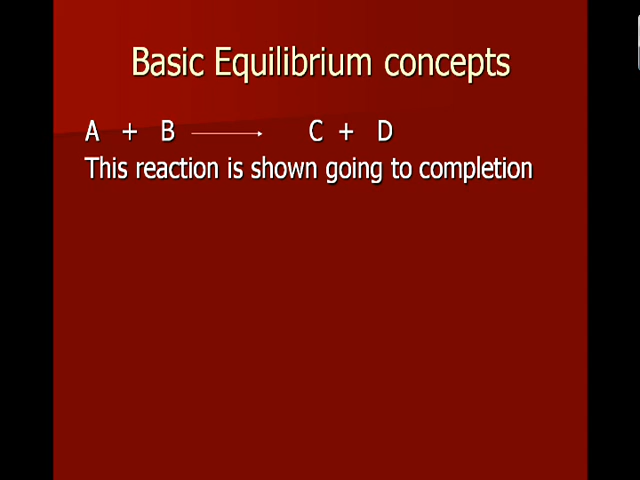 Basic Equilibrium concepts
A + B ⟶ C + D
This reaction is shown going to completion